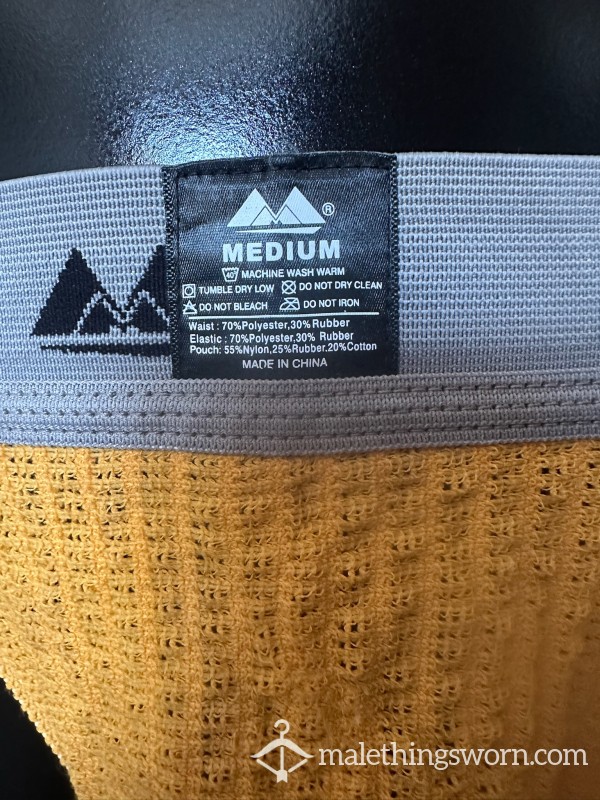 ®
MEDIUM
40° MACHINE WASH WARM
TUMBLE DRY LOW DO NOT DRY CLEAN
DO NOT BLEACH DO NOT IRON
Waist : 70%Polyester,30%Rubber
Elastic : 70%Polyester,30% Rubber
Pouch: 55%Nylon,25%Rubber,20%Cotton
MADE IN CHINA
malethingsworn.com